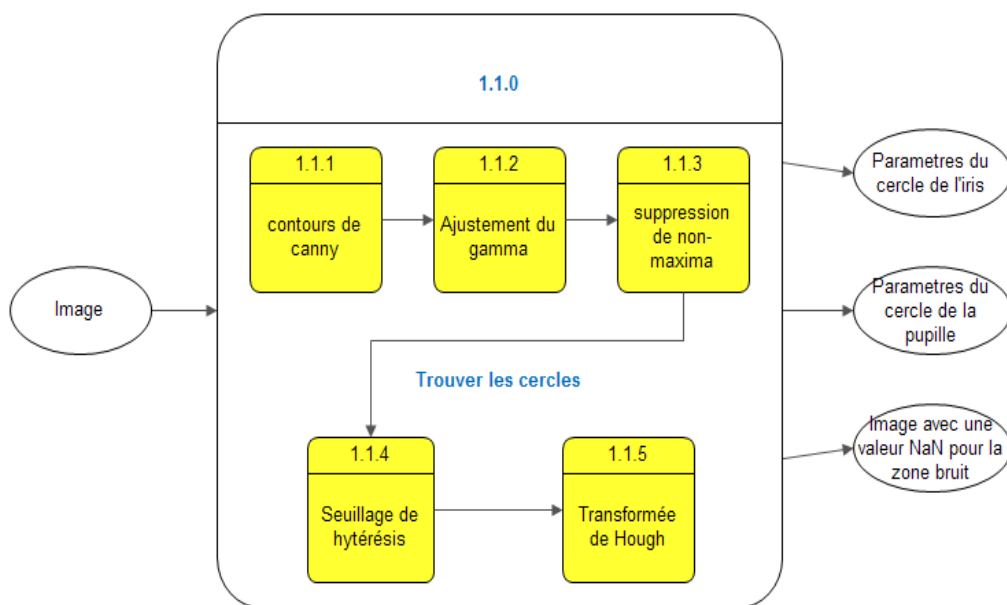 1.1.0
1.1.1
contours de
canny
1.1.2
Ajustement du
gamma
1.1.3
suppression
de non-
maxima
Parametres du
cercle de l'iris
Image
Parametres du
cercle de la
pupille
Trouver les cercles
1.1.4
Seuillage de
hytérésis
1.1.5
Transformée
de Hough
Image avec une
valeur NaN pour la
zone bruit